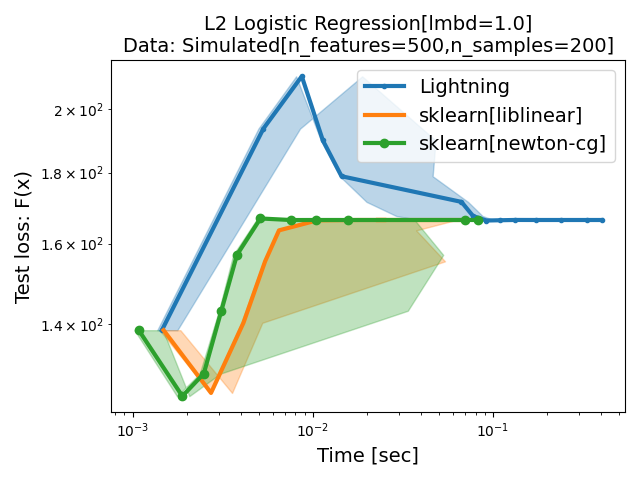 L2 Logistic Regression[lmbd=1.0]
Data: Simulated[n_features=500,n_samples=200]
Lightning
sklearn[liblinear]
sklearn[newton-cg]
Test loss: F(x)
2 × 10²
1.8 × 10²
1.6 × 10²
1.4 × 10²
10⁻³
10⁻²
10⁻¹
Time [sec]